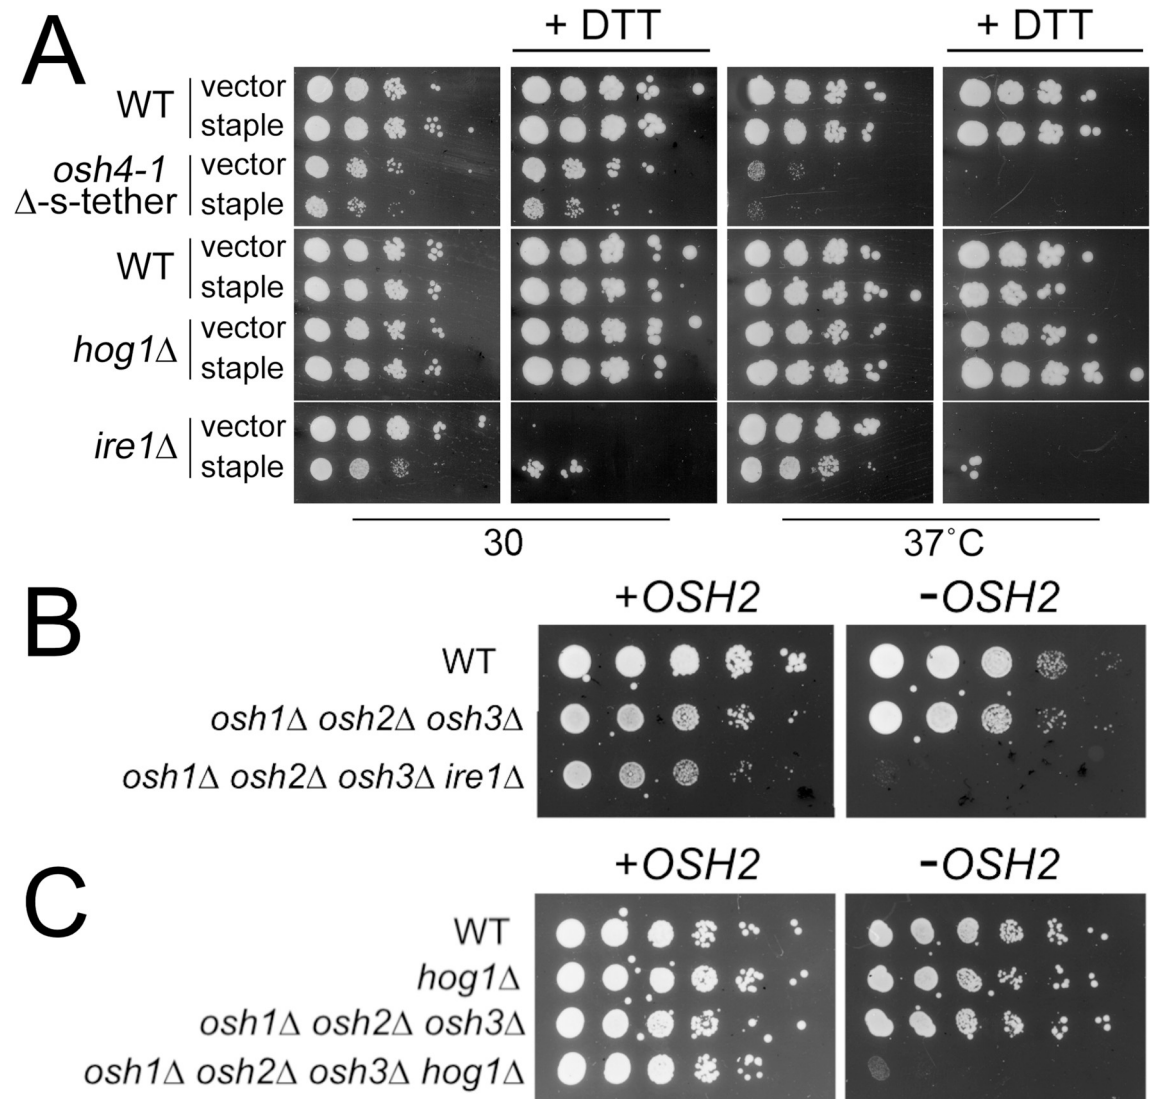 A
+ DTT
+ DTT
WT
vector
staple
osh4-1
Δ-s-tether
vector
staple
WT
vector
staple
hog1Δ
vector
staple
ire1Δ
vector
staple
30
37°C
B
+OSH2
-OSH2
WT
osh1Δ osh2Δ osh3Δ
osh1Δ osh2Δ osh3Δ ire1Δ
C
+OSH2
-OSH2
WT
hog1Δ
osh1Δ osh2Δ osh3Δ
osh1Δ osh2Δ osh3Δ hog1Δ